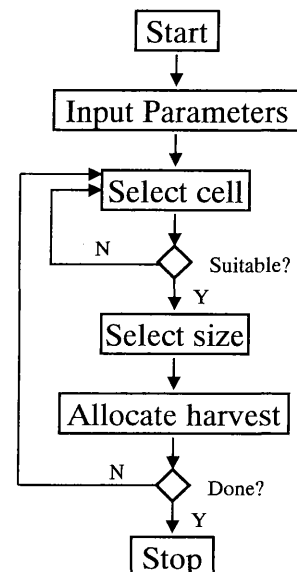 Start
Input Parameters
Select cell
N
Suitable?
Y
Select size
Allocate harvest
N
Done?
Y
Stop